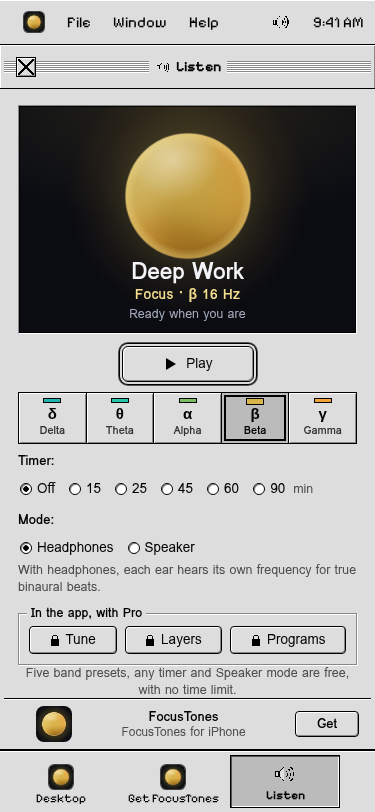 File Window Help 9:41 AM
Listen
Deep Work
Focus · β 16 Hz
Ready when you are
Play
δ θ α β γ
Delta Theta Alpha Beta Gamma
Timer:
Off 15 25 45 60 90 min
Mode:
Headphones Speaker
With headphones, each ear hears its own frequency for true
binaural beats.
In the app, with Pro
Tune Layers Programs
Five band presets, any timer and Speaker mode are free,
with no time limit.
FocusTones
FocusTones for iPhone
Get
Desktop Get FocusTones Listen